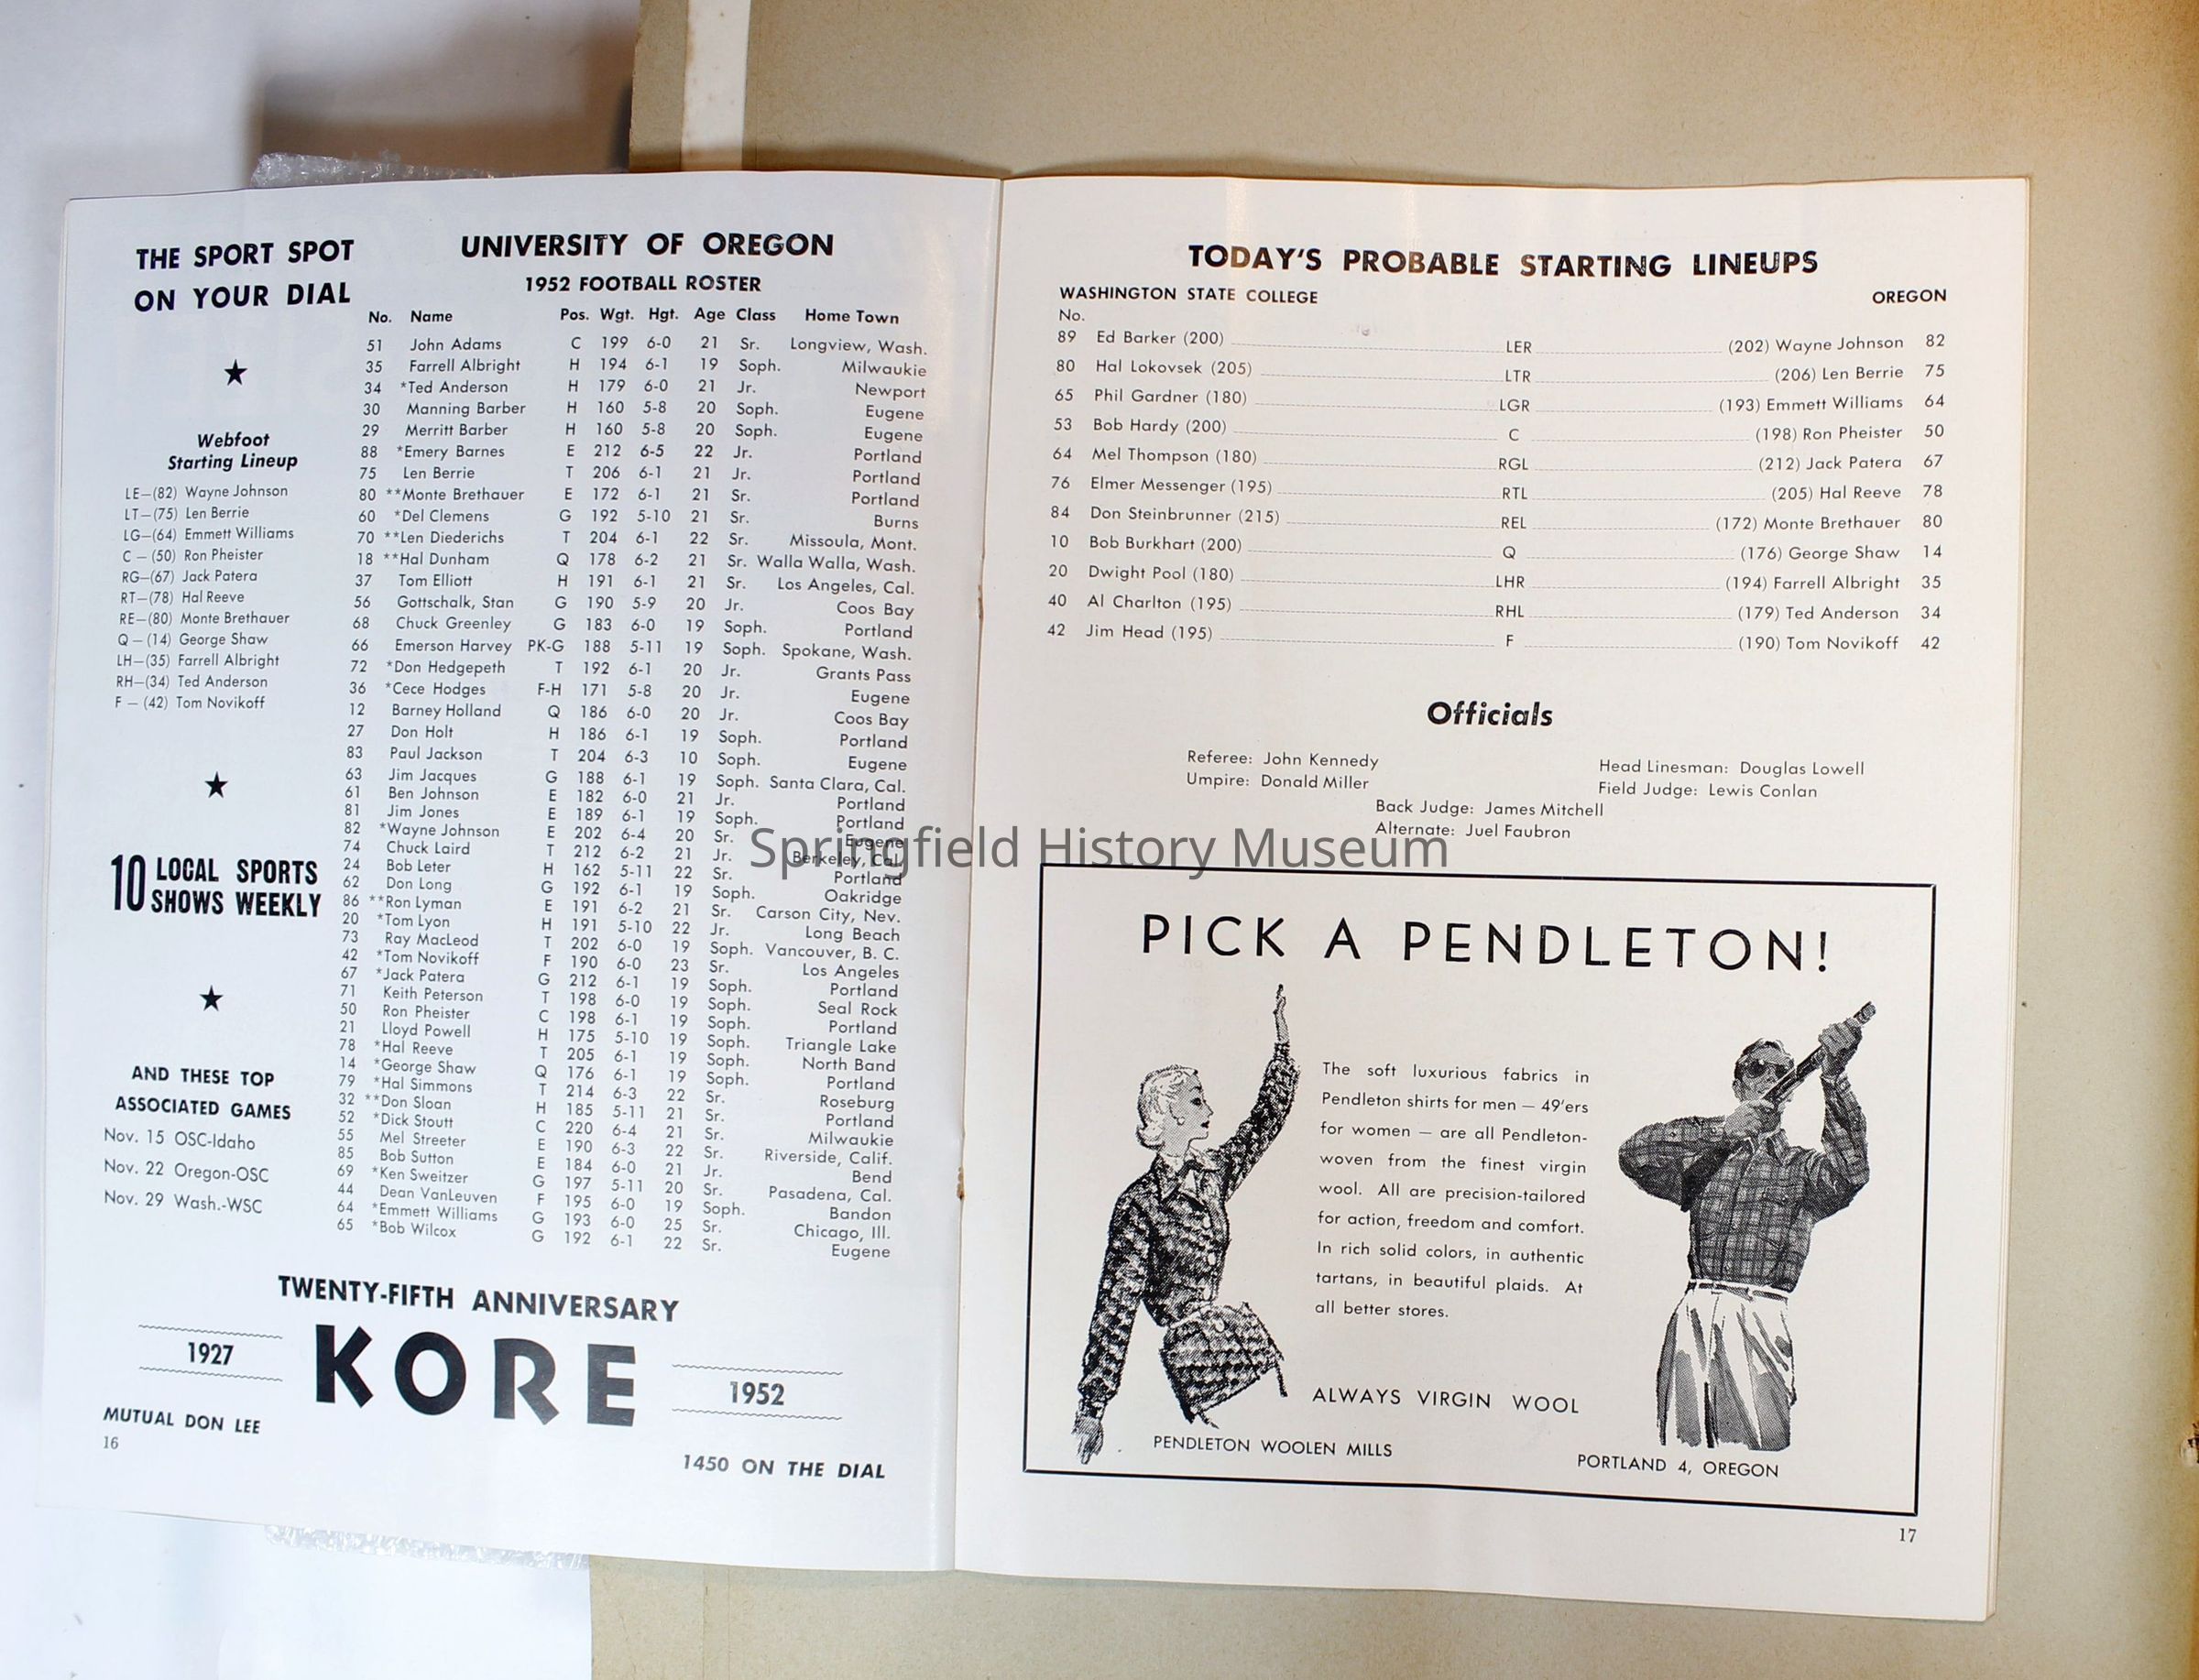 THE SPORT SPOT
ON YOUR DIAL
★
Webfoot
Starting Lineup
LE—(82) Wayne Johnson
LT—(75) Len Berrie
LG—(64) Emmett Williams
C — (50) Ron Pheister
RG—(67) Jack Patera
RT—(78) Hal Reeve
RE—(80) Monte Brethauer
Q — (14) George Shaw
LH—(35) Farrell Albright
RH—(34) Ted Anderson
F — (42) Tom Novikoff
★
10 LOCAL SPORTS
SHOWS WEEKLY
★
AND THESE TOP
ASSOCIATED GAMES
Nov. 15 OSC-Idaho
Nov. 22 Oregon-OSC
Nov. 29 Wash.-WSC
UNIVERSITY OF OREGON
1952 FOOTBALL ROSTER
No. Name Pos. Wgt. Hgt. Age Class Home Town
51 John Adams C 199 6-0 21 Sr. Longview, Wash.
35 Farrell Albright H 194 6-1 19 Soph. Milwaukie
34 *Ted Anderson H 179 6-0 21 Jr. Newport
30 Manning Barber H 160 5-8 20 Soph. Eugene
29 Merritt Barber H 160 5-8 20 Soph. Eugene
88 *Emery Barnes E 212 6-5 22 Jr. Portland
75 Len Berrie T 206 6-1 21 Jr. Portland
80 **Monte Brethauer E 172 6-1 21 Sr. Portland
60 *Del Clemens G 192 5-10 21 Sr. Burns
70 **Len Diederichs T 204 6-1 22 Sr. Missoula, Mont.
18 **Hal Dunham Q 178 6-2 21 Sr. Walla Walla, Wash.
37 Tom Elliott H 191 6-1 21 Sr. Los Angeles, Cal.
56 Gottschalk, Stan G 190 5-9 20 Jr. Coos Bay
68 Chuck Greenley G 183 6-0 19 Soph. Portland
66 Emerson Harvey PK-G 188 5-11 19 Soph. Spokane, Wash.
72 *Don Hedgepeth T 192 6-1 20 Jr. Grants Pass
36 *Cece Hodges F-H 171 5-8 20 Jr. Eugene
12 Barney Holland Q 186 6-0 20 Jr. Coos Bay
27 Don Holt H 186 6-1 19 Soph. Portland
83 Paul Jackson T 204 6-3 10 Soph. Eugene
63 Jim Jacques G 188 6-1 19 Soph. Santa Clara, Cal.
61 Ben Johnson E 182 6-0 21 Jr. Portland
81 Jim Jones E 189 6-1 19 Soph. Portland
82 *Wayne Johnson E 202 6-4 20 Sr. Eugene
74 Chuck Laird T 212 6-2 21 Jr. Berkeley, Cal.
24 Bob Leter H 162 5-11 22 Sr. Portland
62 Don Long G 192 6-1 19 Soph. Oakridge
86 **Ron Lyman E 191 6-2 21 Sr. Carson City, Nev.
20 *Tom Lyon H 191 5-10 22 Jr. Long Beach
73 Ray MacLeod T 202 6-0 19 Soph. Vancouver, B. C.
42 *Tom Novikoff F 190 6-0 23 Sr. Los Angeles
67 *Jack Patera G 212 6-1 19 Soph. Portland
71 Keith Peterson T 198 6-0 19 Soph. Seal Rock
50 Ron Pheister C 198 6-1 19 Soph. Portland
21 Lloyd Powell H 175 5-10 19 Soph. Triangle Lake
78 *Hal Reeve T 205 6-1 19 Soph. North Band
14 *George Shaw Q 176 6-1 19 Soph. Portland
79 *Hal Simmons T 214 6-3 22 Sr. Roseburg
32 **Don Sloan H 185 5-11 21 Sr. Portland
52 *Dick Stoutt C 220 6-4 21 Sr. Milwaukie
55 Mel Streeter E 190 6-3 22 Sr. Riverside, Calif.
85 Bob Sutton E 184 6-0 21 Jr. Bend
69 *Ken Sweitzer G 197 5-11 20 Sr. Pasadena, Cal.
44 Dean VanLeuven F 195 6-0 19 Soph. Bandon
64 *Emmett Williams G 193 6-0 25 Sr. Chicago, Ill.
65 *Bob Wilcox G 192 6-1 22 Sr. Eugene
TWENTY-FIFTH ANNIVERSARY
1927 KORE 1952
MUTUAL DON LEE
1450 ON THE DIAL
16
TODAY'S PROBABLE STARTING LINEUPS
WASHINGTON STATE COLLEGE OREGON
No.
89 Ed Barker (200) LER (202) Wayne Johnson 82
80 Hal Lokovsek (205) LTR (206) Len Berrie 75
65 Phil Gardner (180) LGR (193) Emmett Williams 64
53 Bob Hardy (200) C (198) Ron Pheister 50
64 Mel Thompson (180) RGL (212) Jack Patera 67
76 Elmer Messenger (195) RTL (205) Hal Reeve 78
84 Don Steinbrunner (215) REL (172) Monte Brethauer 80
10 Bob Burkhart (200) Q (176) George Shaw 14
20 Dwight Pool (180) LHR (194) Farrell Albright 35
40 Al Charlton (195) RHL (179) Ted Anderson 34
42 Jim Head (195) F (190) Tom Novikoff 42
Officials
Referee: John Kennedy Head Linesman: Douglas Lowell
Umpire: Donald Miller Field Judge: Lewis Conlan
Back Judge: James Mitchell
Alternate: Juel Faubron
Springfield History Museum
PICK A PENDLETON!
The soft luxurious fabrics in
Pendleton shirts for men — 49'ers
for women — are all Pendleton-
woven from the finest virgin
wool. All are precision-tailored
for action, freedom and comfort.
In rich solid colors, in authentic
tartans, in beautiful plaids. At
all better stores.
ALWAYS VIRGIN WOOL
PENDLETON WOOLEN MILLS PORTLAND 4, OREGON
17